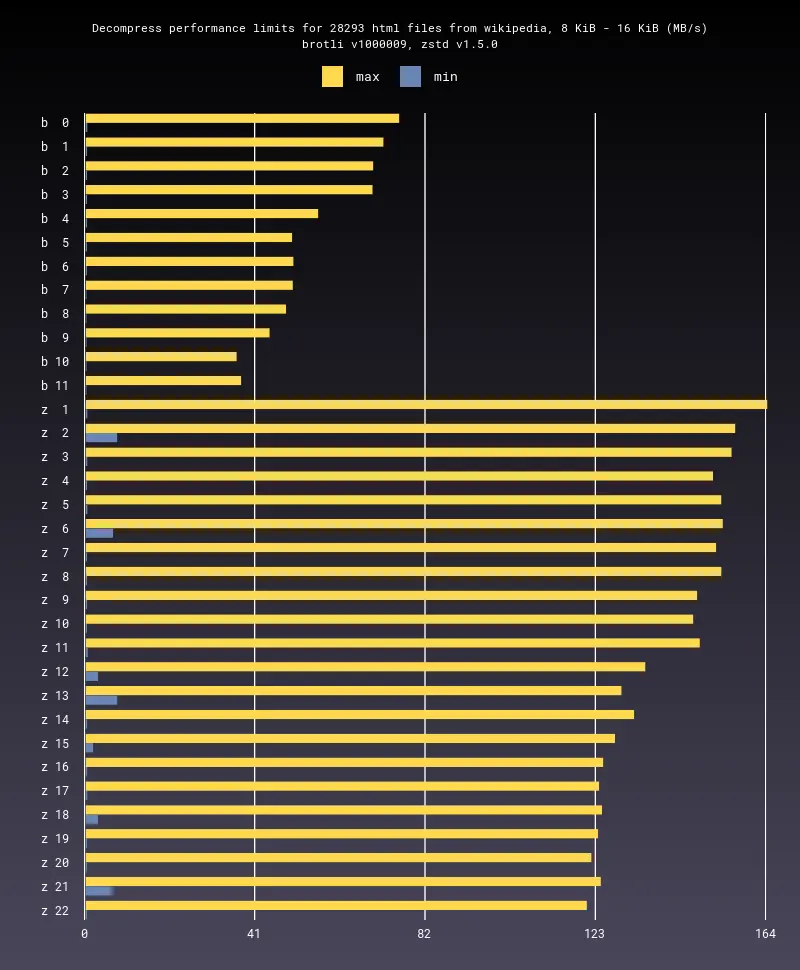 Decompress performance limits for 28293 html files from wikipedia, 8 KiB - 16 KiB (MB/s)
brotli v1000009, zstd v1.5.0
max min
b 0
b 1
b 2
b 3
b 4
b 5
b 6
b 7
b 8
b 9
b 10
b 11
z 1
z 2
z 3
z 4
z 5
z 6
z 7
z 8
z 9
z 10
z 11
z 12
z 13
z 14
z 15
z 16
z 17
z 18
z 19
z 20
z 21
z 22
0 41 82 123 164